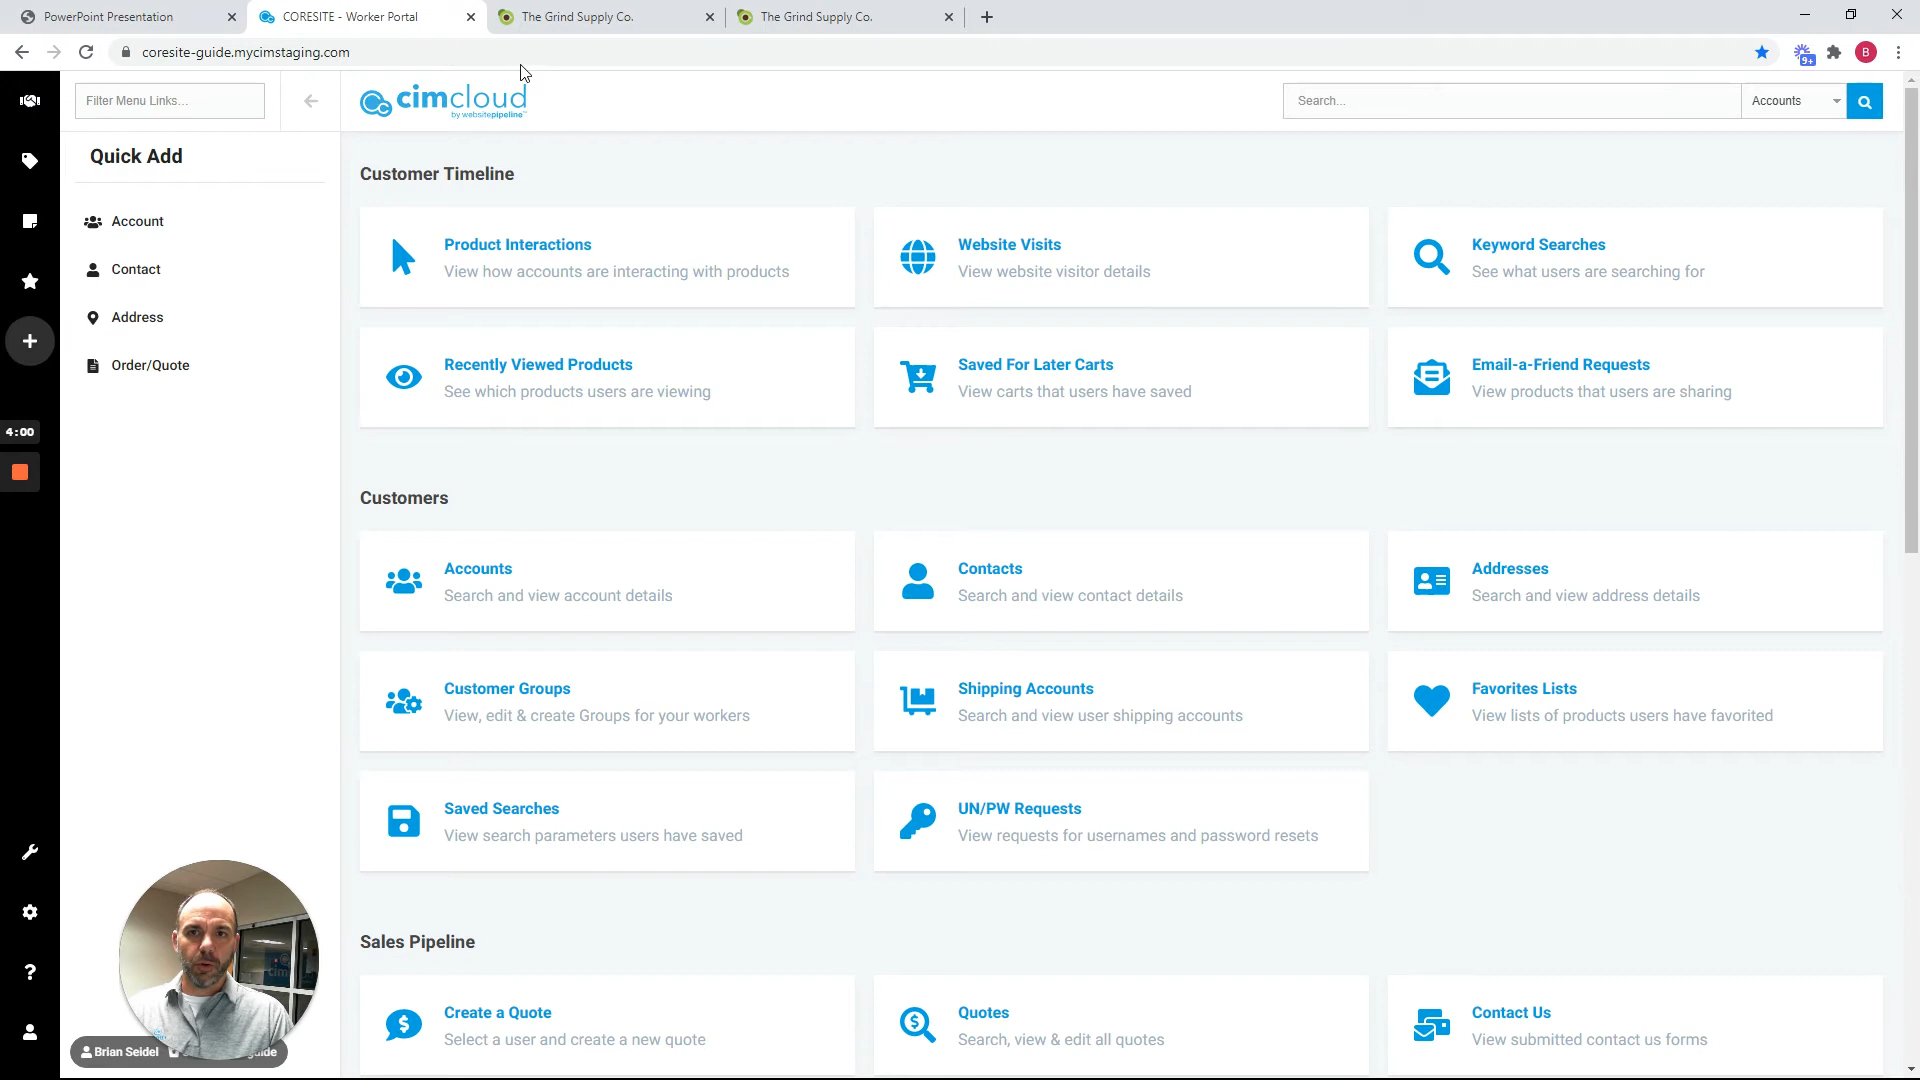 PowerPoint Presentation
CORESITE - Worker Portal
The Grind Supply Co.
The Grind Supply Co.
coresite-guide.mycimstaging.com
9+
B
Filter Menu Links...
cimcloud
by websitepipeline
Search...
Accounts
Quick Add
Account
Contact
Address
Order/Quote
4:00
Customer Timeline
Product Interactions
View how accounts are interacting with products
Website Visits
View website visitor details
Keyword Searches
See what users are searching for
Recently Viewed Products
See which products users are viewing
Saved For Later Carts
View carts that users have saved
Email-a-Friend Requests
View products that users are sharing
Customers
Accounts
Search and view account details
Contacts
Search and view contact details
Addresses
Search and view address details
Customer Groups
View, edit & create Groups for your workers
Shipping Accounts
Search and view user shipping accounts
Favorites Lists
View lists of products users have favorited
Saved Searches
View search parameters users have saved
UN/PW Requests
View requests for usernames and password resets
Sales Pipeline
Create a Quote
Select a user and create a new quote
Quotes
Search, view & edit all quotes
Contact Us
View submitted contact us forms
Brian Seidel